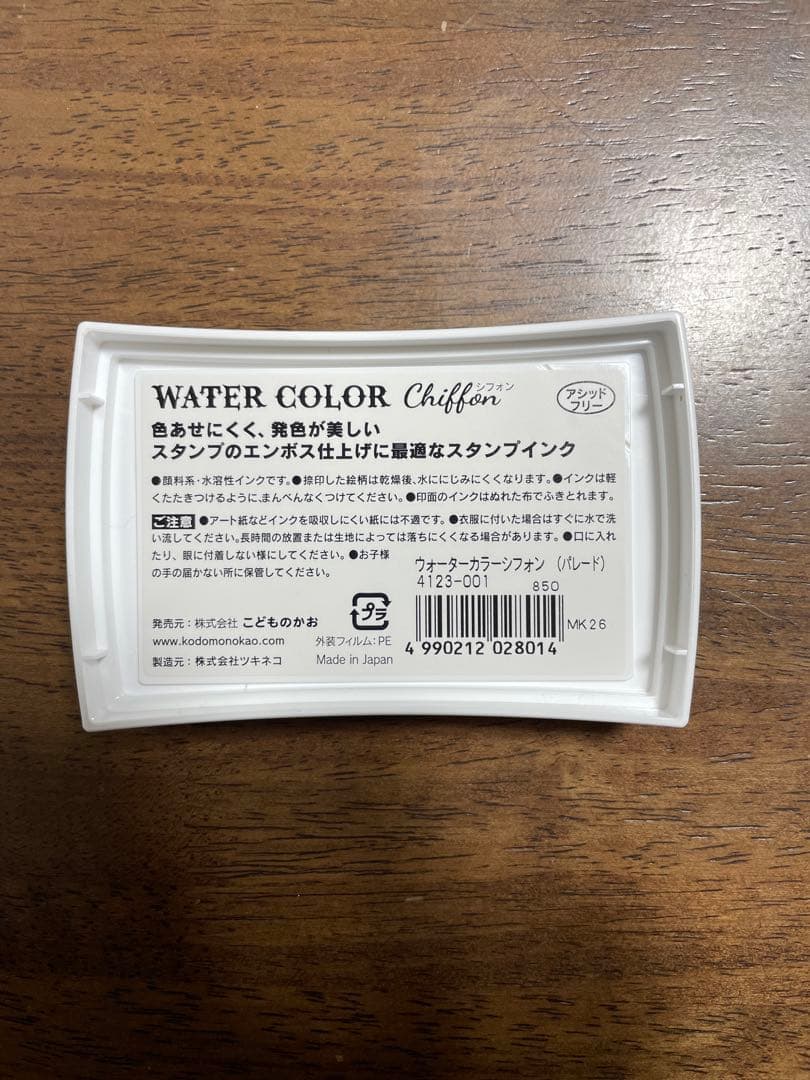 WATER COLOR Chiffon シフォン
アシッド
フリー
色あせにくく、発色が美しい
スタンプのエンボス仕上げに最適なスタンプインク
●顔料系・水溶性インクです。●捺印した絵柄は乾燥後、水ににじみにくくなります。●インクは軽
くたたきつけるように、まんべんなくつけてください。●印面のインクはぬれた布でふきとれます。
ご注意 ●アート紙などインクを吸収しにくい紙には不適です。●衣服に付いた場合はすぐに水で洗
い流してください。長時間の放置または生地によっては落ちにくくなる場合があります。●口に入れ
たり、眼に付着しない様にしてください。●お子様
の手の届かない所に保管してください。
ウォーターカラーシフォン (パレード)
4123-001 850
発売元:株式会社 こどものかお
www.kodomonokao.com
製造元:株式会社ツキネコ
プラ
外装フィルム:PE
Made in Japan
MK26
4 990212 028014